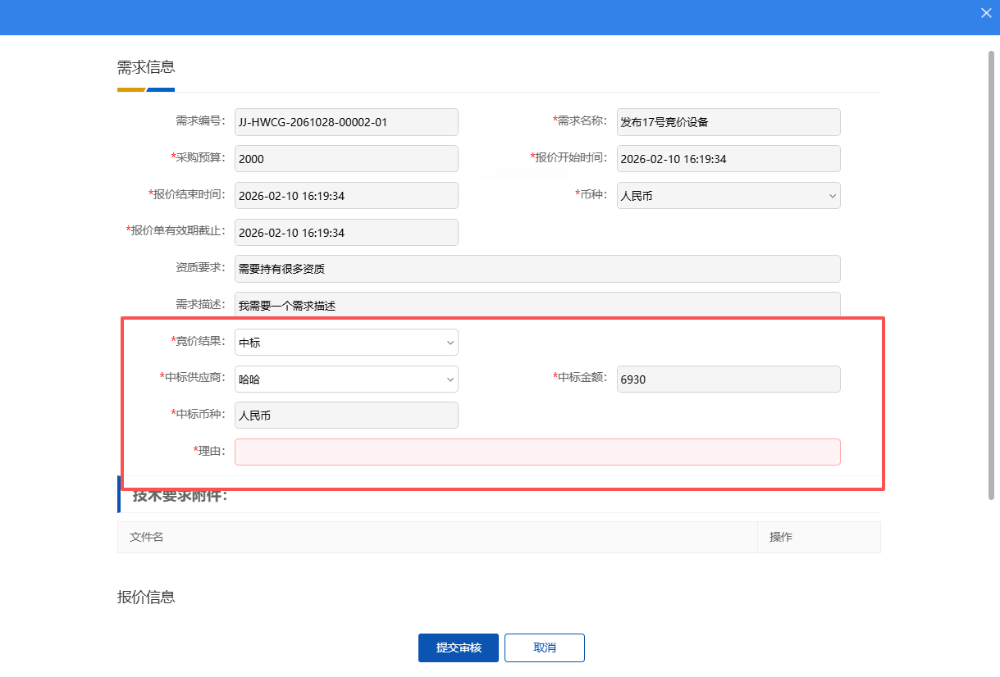 需求信息
需求编号： JJ-HWCG-2061028-00002-01 *需求名称： 发布17号竞价设备
*采购预算： 2000 *报价开始时间： 2026-02-10 16:19:34
*报价结束时间： 2026-02-10 16:19:34 *币种： 人民币
*报价单有效期截止： 2026-02-10 16:19:34
资质要求： 需要持有很多资质
需求描述： 我需要一个需求描述
*竞价结果： 中标
*中标供应商： 哈哈 *中标金额： 6930
*中标币种： 人民币
*理由：
技术要求附件：
文件名 操作
报价信息
提交审核 取消